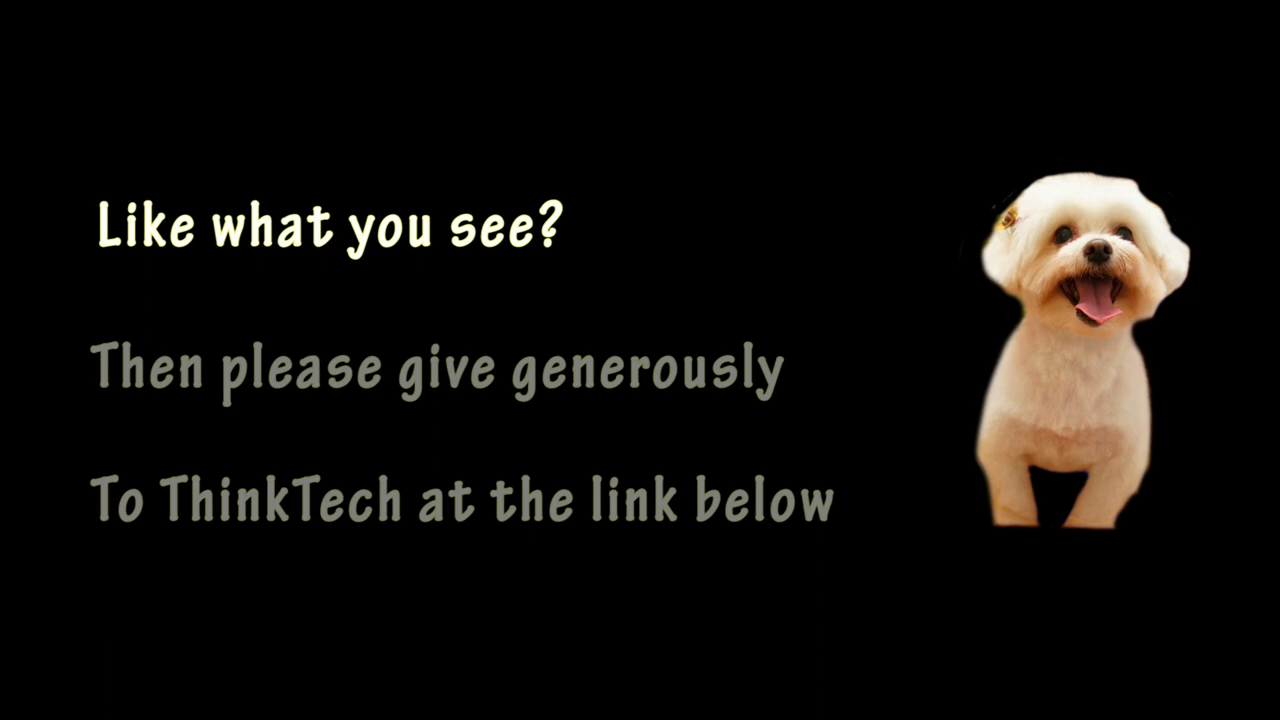 Like what you see?
Then please give generously
To ThinkTech at the link below